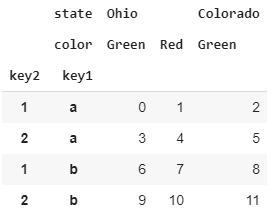 state Ohio Colorado
color Green Red Green
key2 key1
1 a 0 1 2
2 a 3 4 5
1 b 6 7 8
2 b 9 10 11